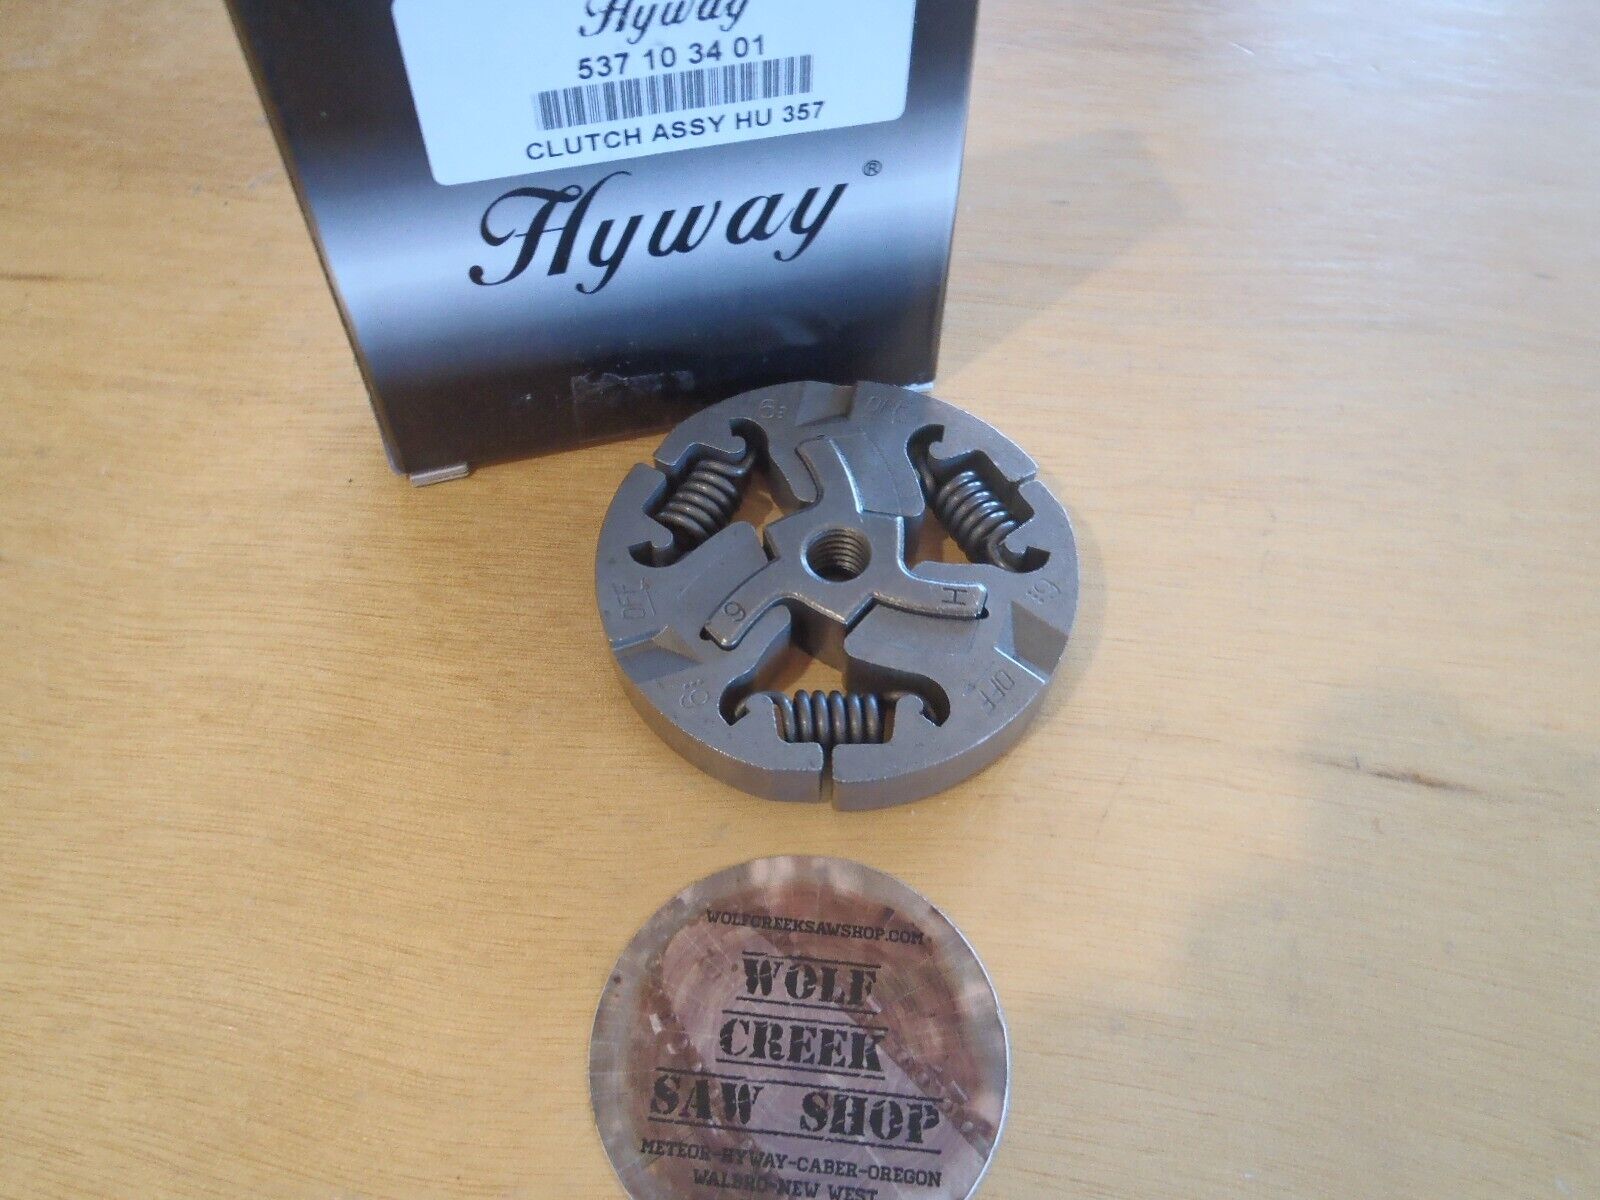 Hyway
537 10 34 01
CLUTCH ASSY HU 357
Hyway ®
OFF
OFF
OFF
H
6
WOLFCREEKSAWSHOP.COM
WOLF
CREEK
SAW SHOP
METEOR-HYWAY-CABER-OREGON
WALBRO-NEW WEST